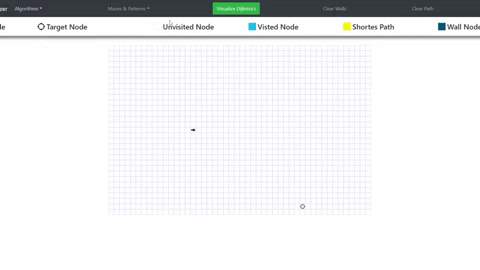 zer Algorithms Mazes & Patterns Visualize Dijkstra's Clear Walls Clear Path
de Target Node Unvisited Node Visted Node Shortes Path Wall Node